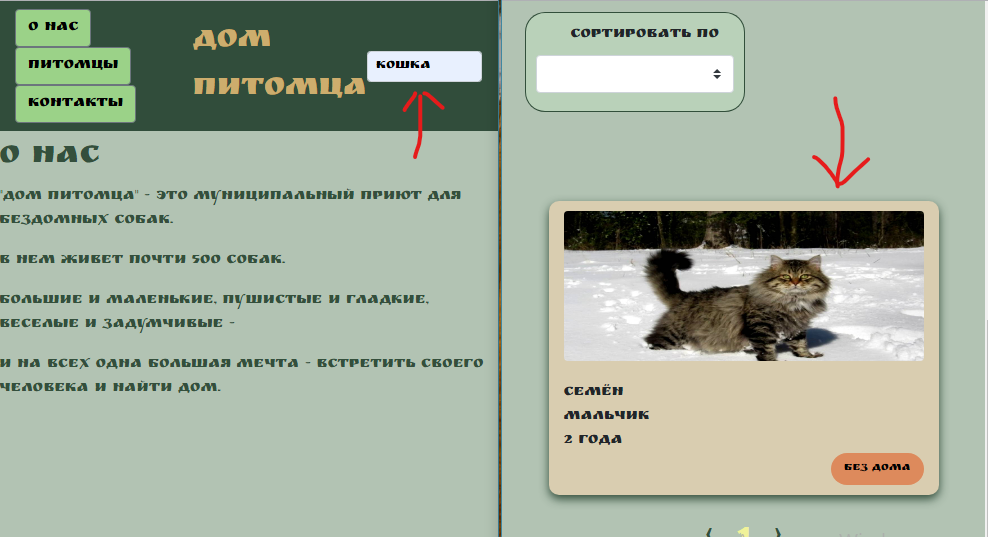 о нас
питомцы
контакты
дом
питомца
кошка
о нас
"дом питомца" - это муниципальный приют для
бездомных собак.
в нем живет почти 500 собак.
большие и маленькие, пушистые и гладкие,
веселые и задумчивые -
и на всех одна большая мечта - встретить своего
человека и найти дом.
сортировать по
семён
мальчик
2 года
без дома
‹ 1 ›